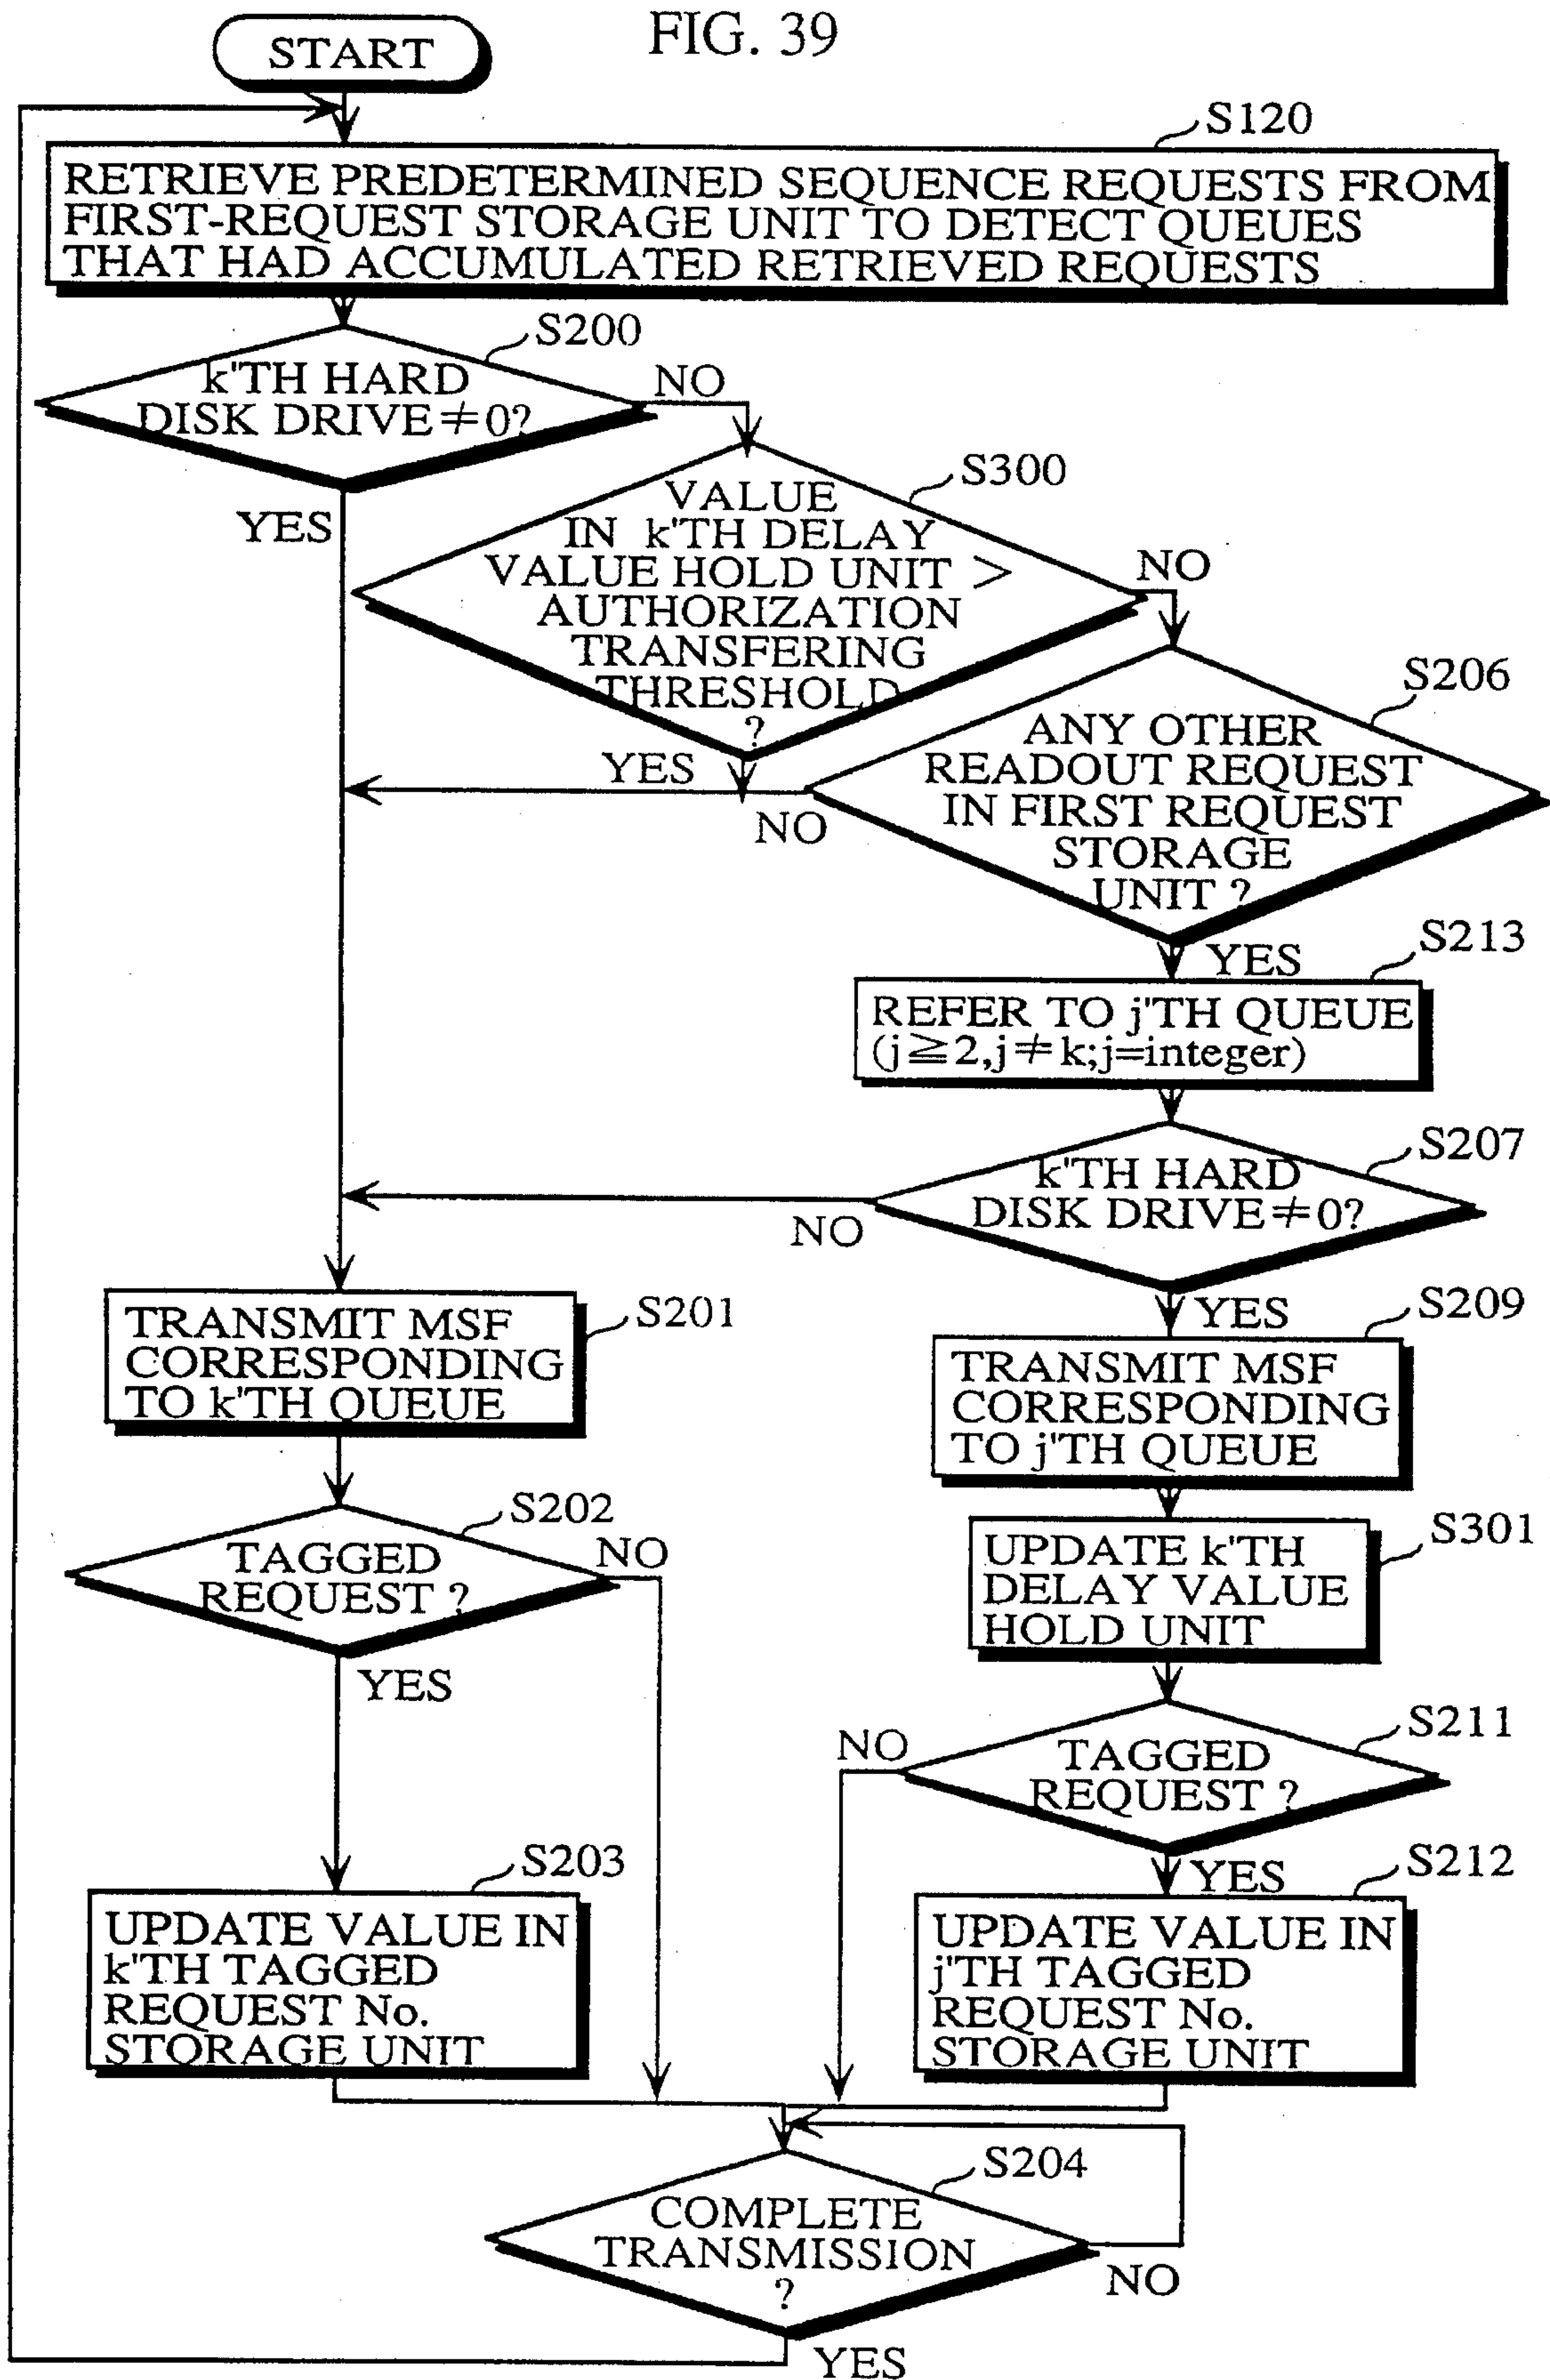 FIG. 39
START
S120
RETRIEVE PREDETERMINED SEQUENCE REQUESTS FROM
FIRST-REQUEST STORAGE UNIT TO DETECT QUEUES
THAT HAD ACCUMULATED RETRIEVED REQUESTS
S200
k'TH HARD
DISK DRIVE≠0?
NO
YES
S300
VALUE
IN k'TH DELAY
VALUE HOLD UNIT >
AUTHORIZATION
TRANSFERING
THRESHOLD
?
NO
YES
S206
ANY OTHER
READOUT REQUEST
IN FIRST REQUEST
STORAGE
UNIT ?
NO
YES
S213
REFER TO j'TH QUEUE
(j≧2,j≠k;j=integer)
S207
k'TH HARD
DISK DRIVE≠0?
NO
YES
S201
TRANSMIT MSF
CORRESPONDING
TO k'TH QUEUE
S209
TRANSMIT MSF
CORRESPONDING
TO j'TH QUEUE
S202
TAGGED
REQUEST ?
NO
YES
S301
UPDATE k'TH
DELAY VALUE
HOLD UNIT
S211
TAGGED
REQUEST ?
NO
YES
S203
UPDATE VALUE IN
k'TH TAGGED
REQUEST No.
STORAGE UNIT
S212
UPDATE VALUE IN
j'TH TAGGED
REQUEST No.
STORAGE UNIT
S204
COMPLETE
TRANSMISSION
?
NO
YES